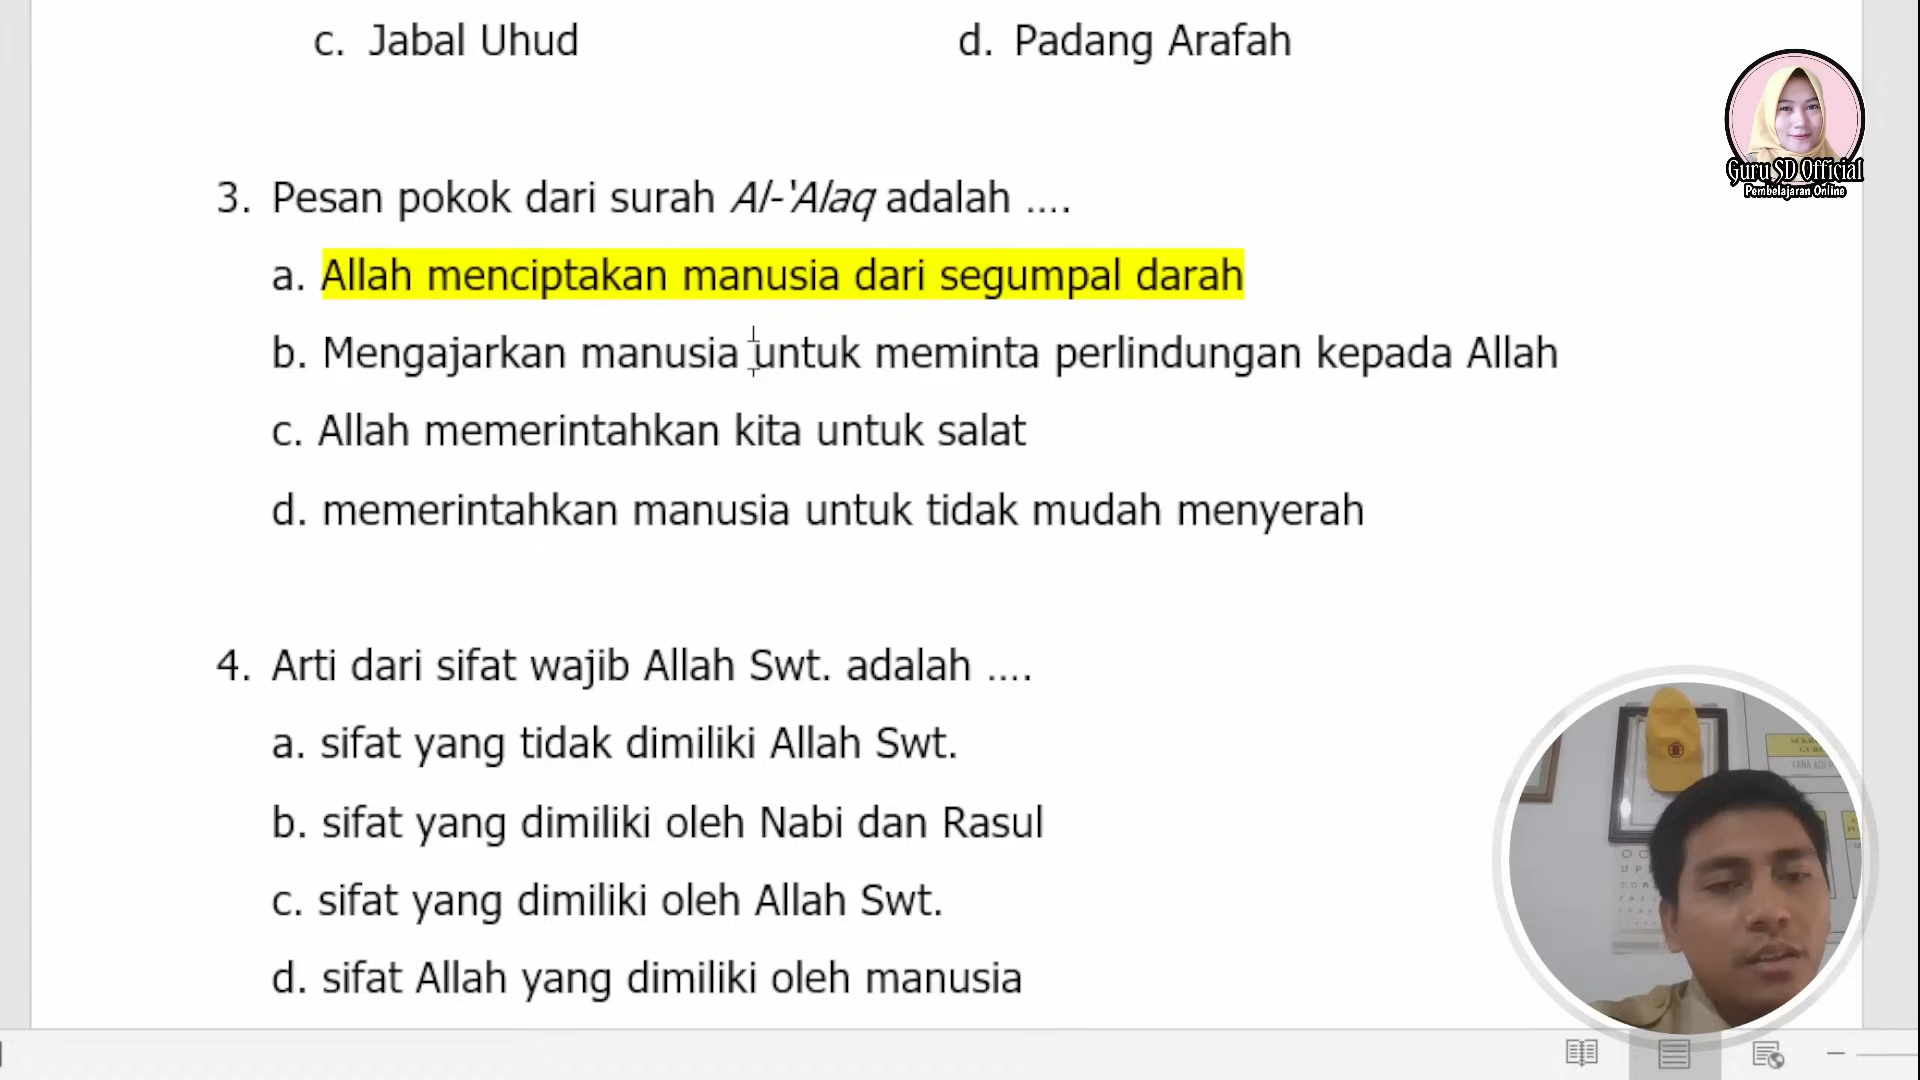 c. Jabal Uhud
d. Padang Arafah
Guru SD Official
Pembelajaran Online
3. Pesan pokok dari surah Al-'Alaq adalah ....
a. Allah menciptakan manusia dari segumpal darah
b. Mengajarkan manusia untuk meminta perlindungan kepada Allah
c. Allah memerintahkan kita untuk salat
d. memerintahkan manusia untuk tidak mudah menyerah
4. Arti dari sifat wajib Allah Swt. adalah ....
a. sifat yang tidak dimiliki Allah Swt.
b. sifat yang dimiliki oleh Nabi dan Rasul
c. sifat yang dimiliki oleh Allah Swt.
d. sifat Allah yang dimiliki oleh manusia